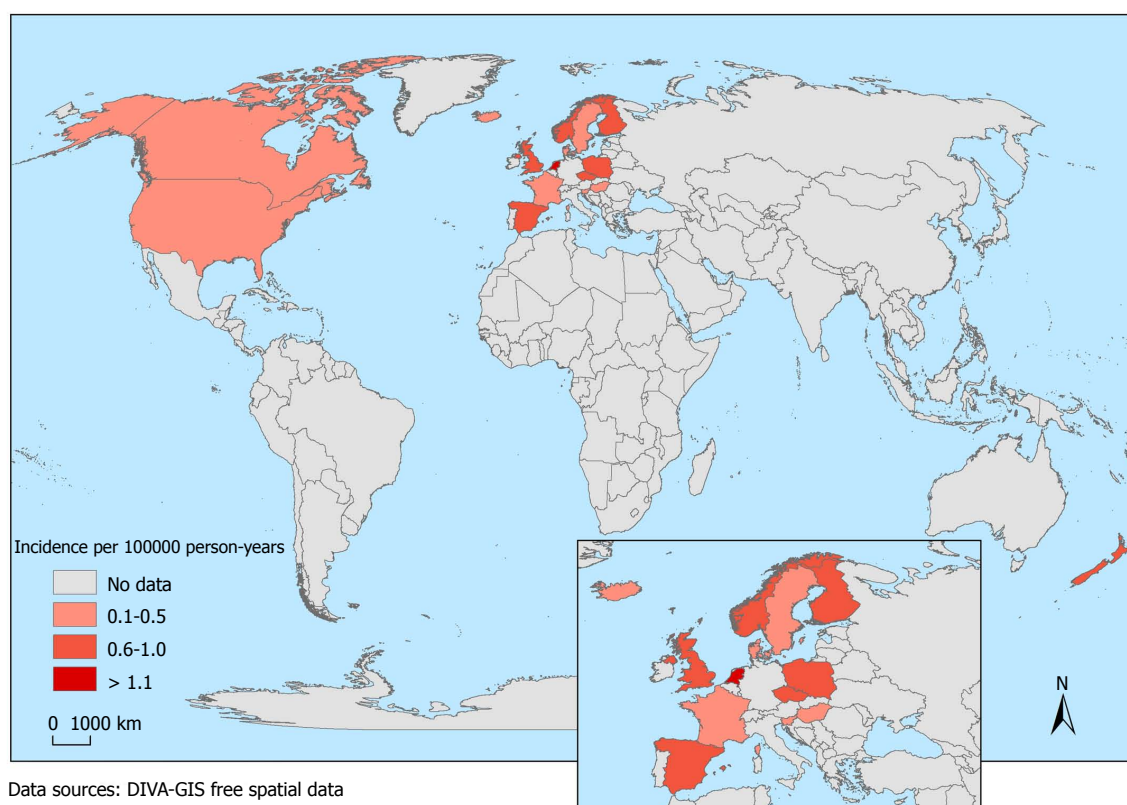 Incidence per 100000 person-years
No data
0.1-0.5
0.6-1.0
> 1.1
0 1000 km
N
Data sources: DIVA-GIS free spatial data